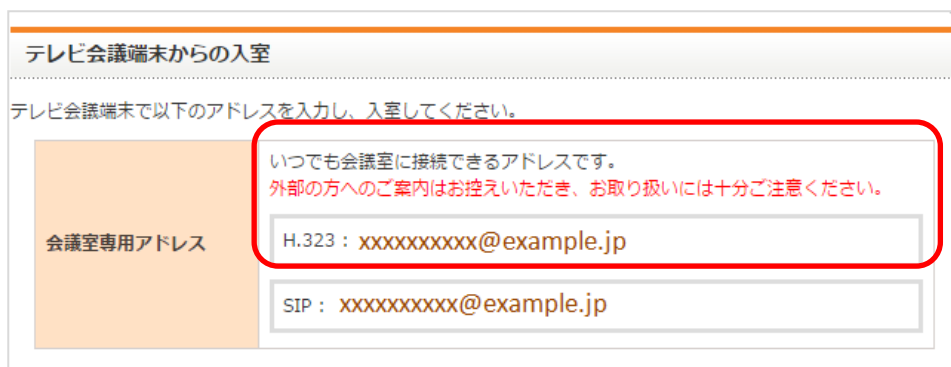 テレビ会議端末からの入室
テレビ会議端末で以下のアドレスを入力し、入室してください。
会議室専用アドレス
いつでも会議室に接続できるアドレスです。
外部の方へのご案内はお控えいただき、お取り扱いには十分ご注意ください。
H.323： xxxxxxxxxx@example.jp
SIP： xxxxxxxxxx@example.jp